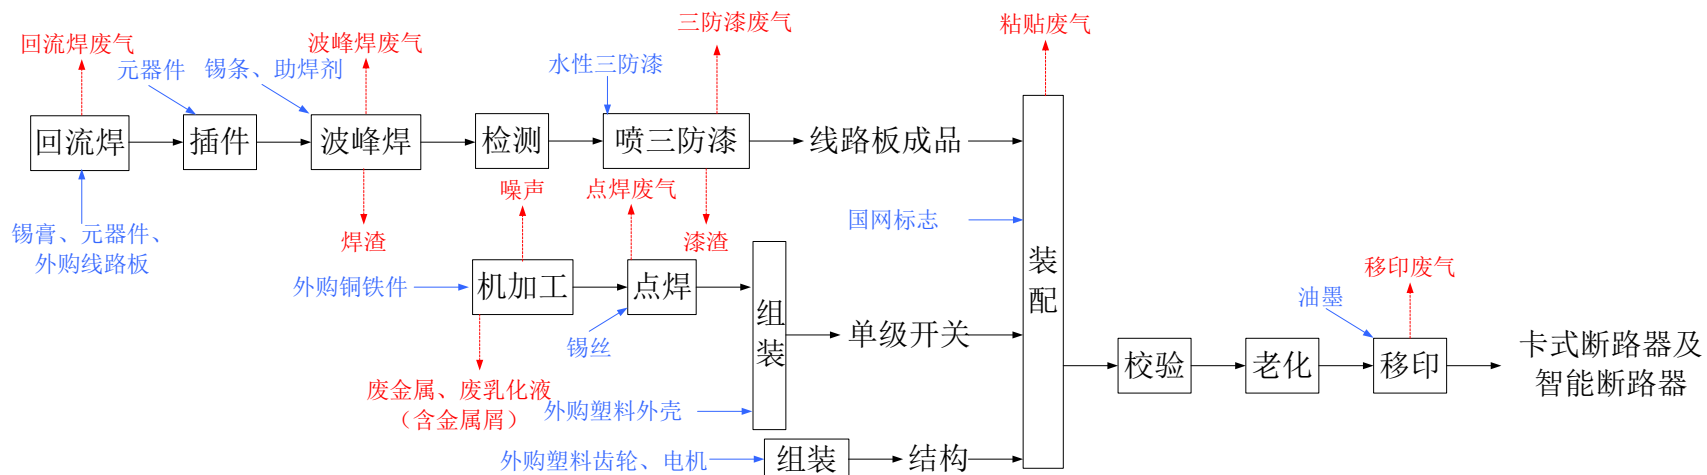 三防漆废气
粘贴废气
回流焊废气
波峰焊废气
元器件
锡条、助焊剂
水性三防漆
回流焊
插件
波峰焊
检测
喷三防漆
线路板成品
噪声
点焊废气
国网标志
锡膏、元器件、
外购线路板
焊渣
漆渣
装配
移印废气
外购铜铁件
机加工
点焊
油墨
组装
单级开关
锡丝
校验
老化
移印
卡式断路器及
智能断路器
废金属、废乳化液
（含金属屑）
外购塑料外壳
外购塑料齿轮、电机
组装
结构